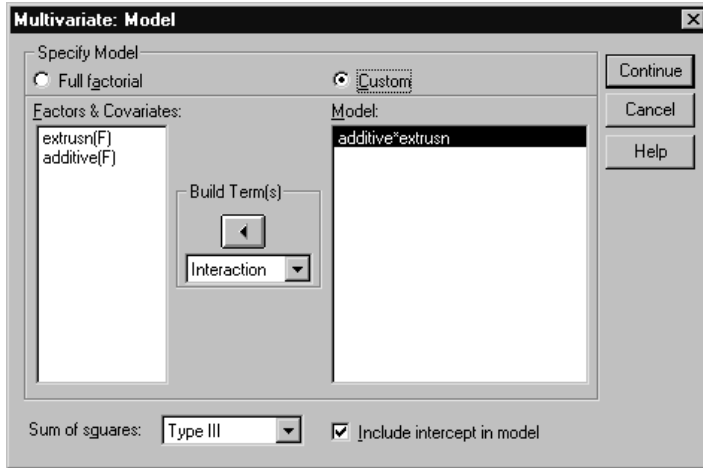 Multivariate: Model
Specify Model
Full factorial
Custom
Continue
Cancel
Help
Factors & Covariates:
extrusn(F)
additive(F)
Build Term(s)
Interaction
Model:
additive*extrusn
Sum of squares:
Type III
Include intercept in model